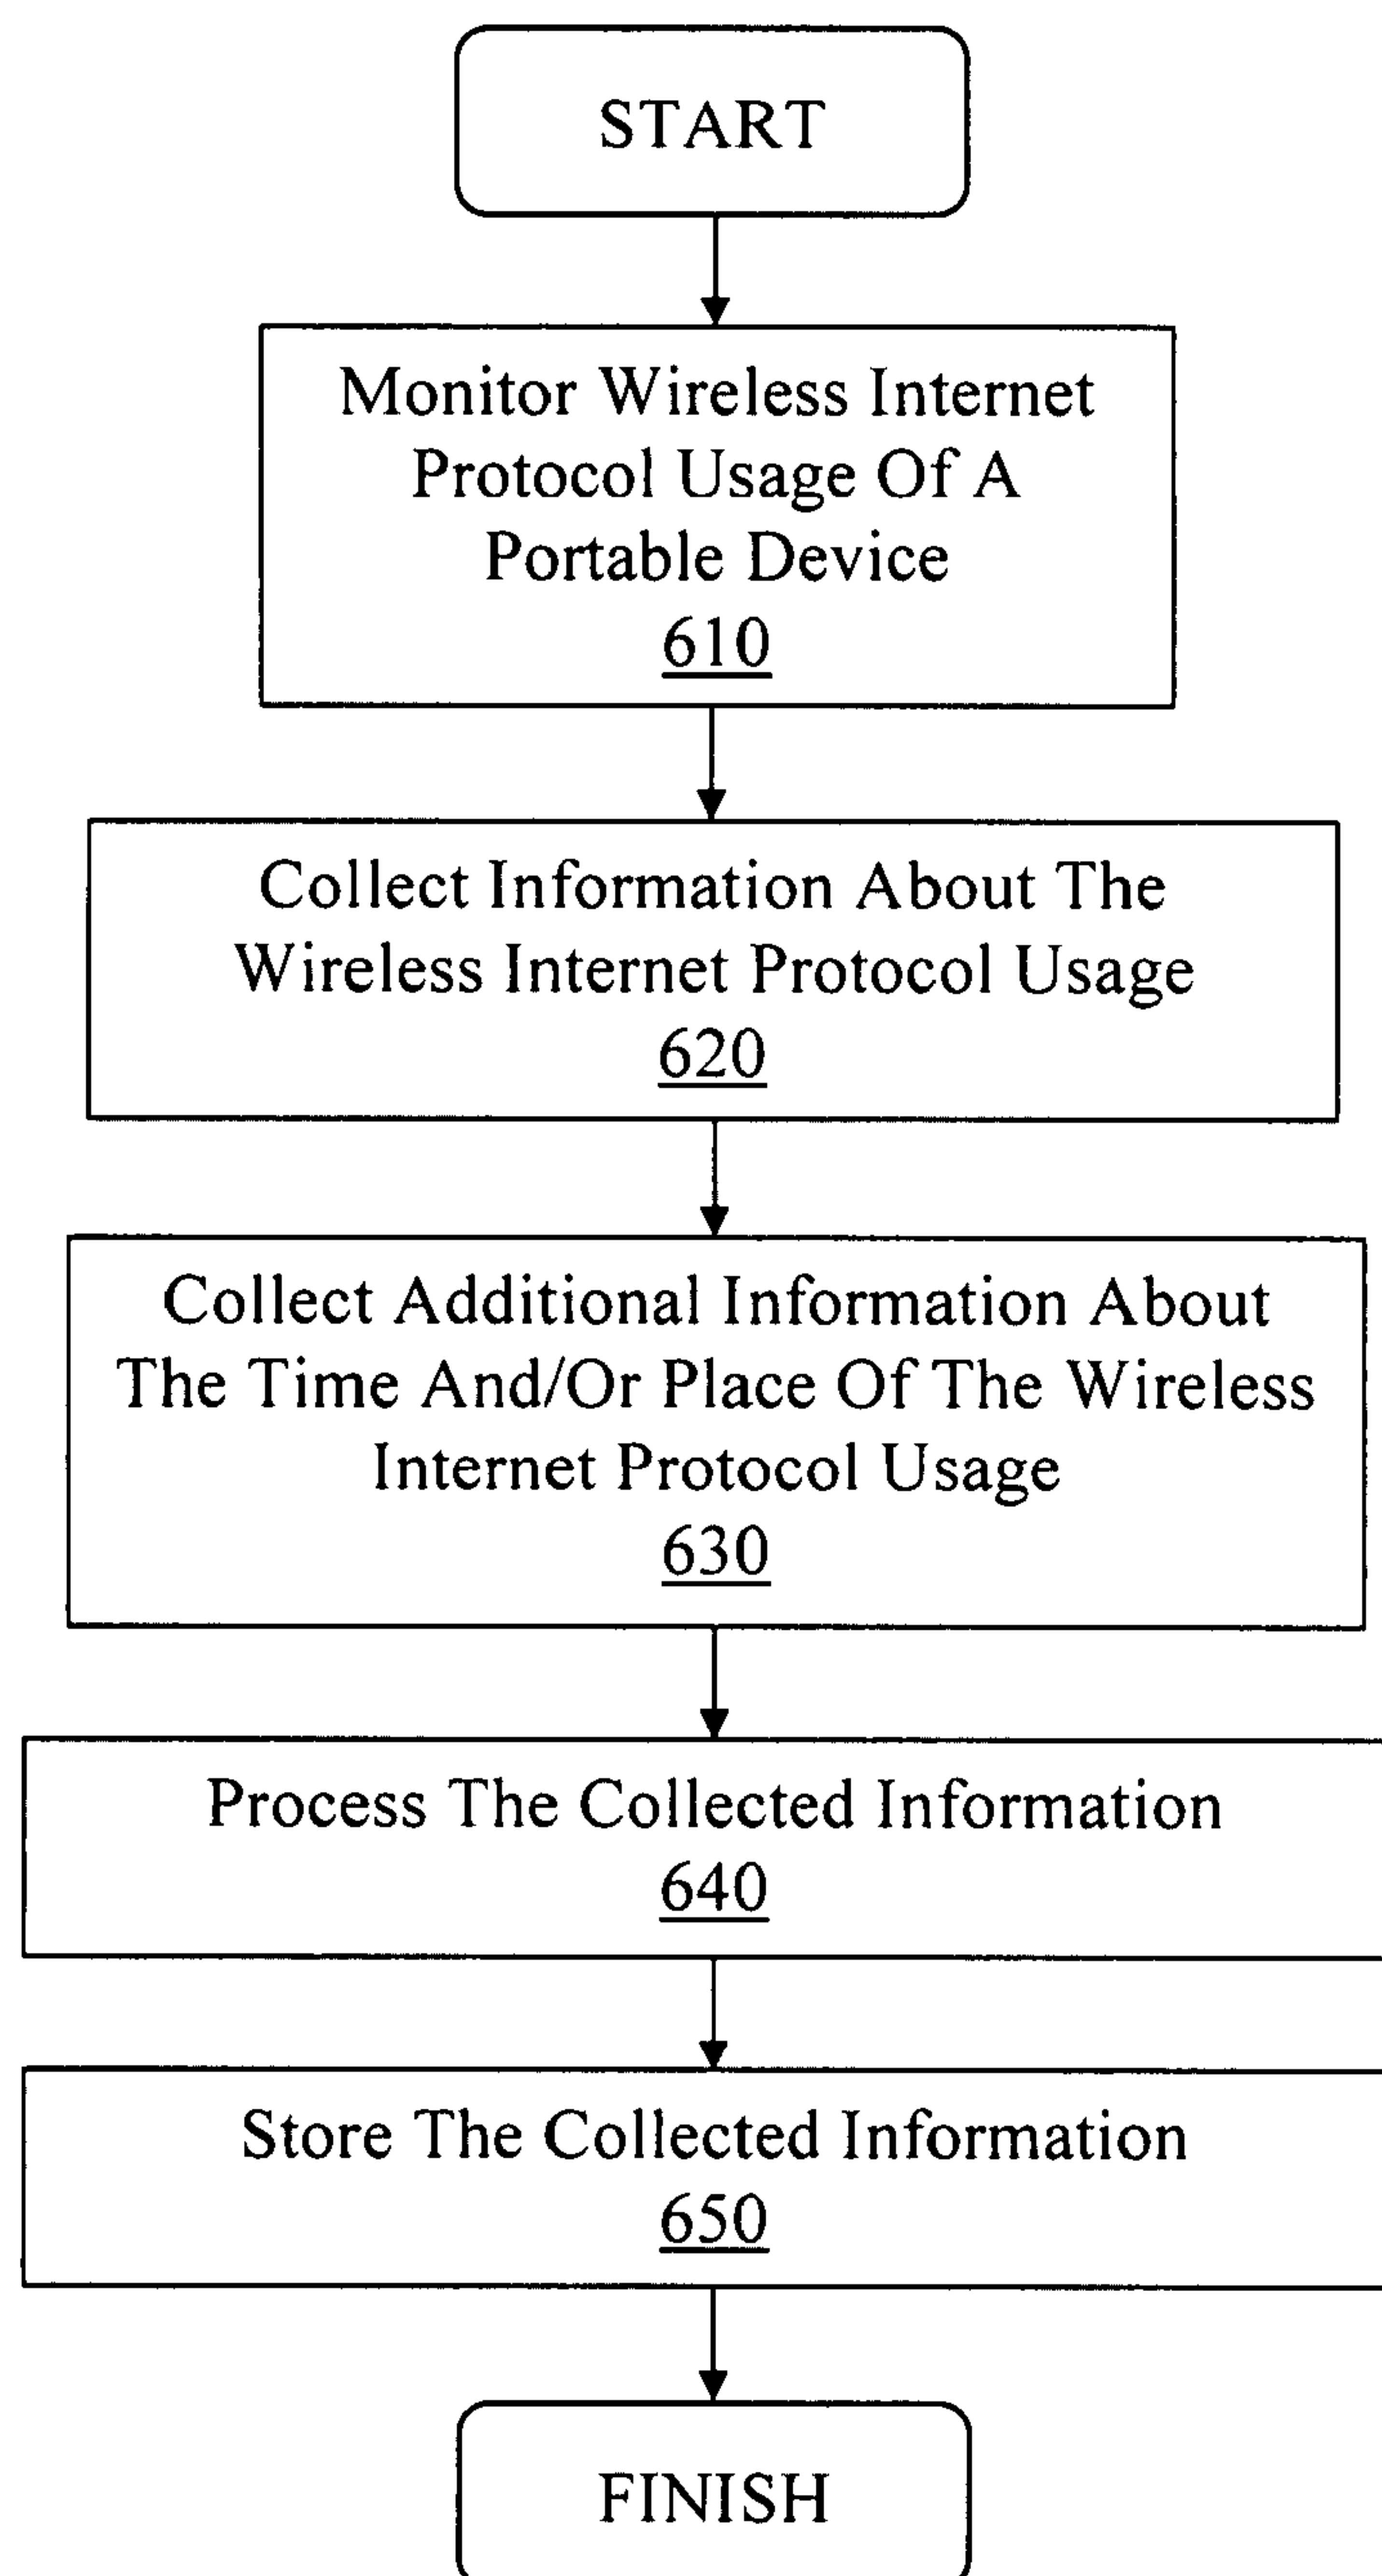 START
Monitor Wireless Internet
Protocol Usage Of A
Portable Device
610
Collect Information About The
Wireless Internet Protocol Usage
620
Collect Additional Information About
The Time And/Or Place Of The Wireless
Internet Protocol Usage
630
Process The Collected Information
640
Store The Collected Information
650
FINISH